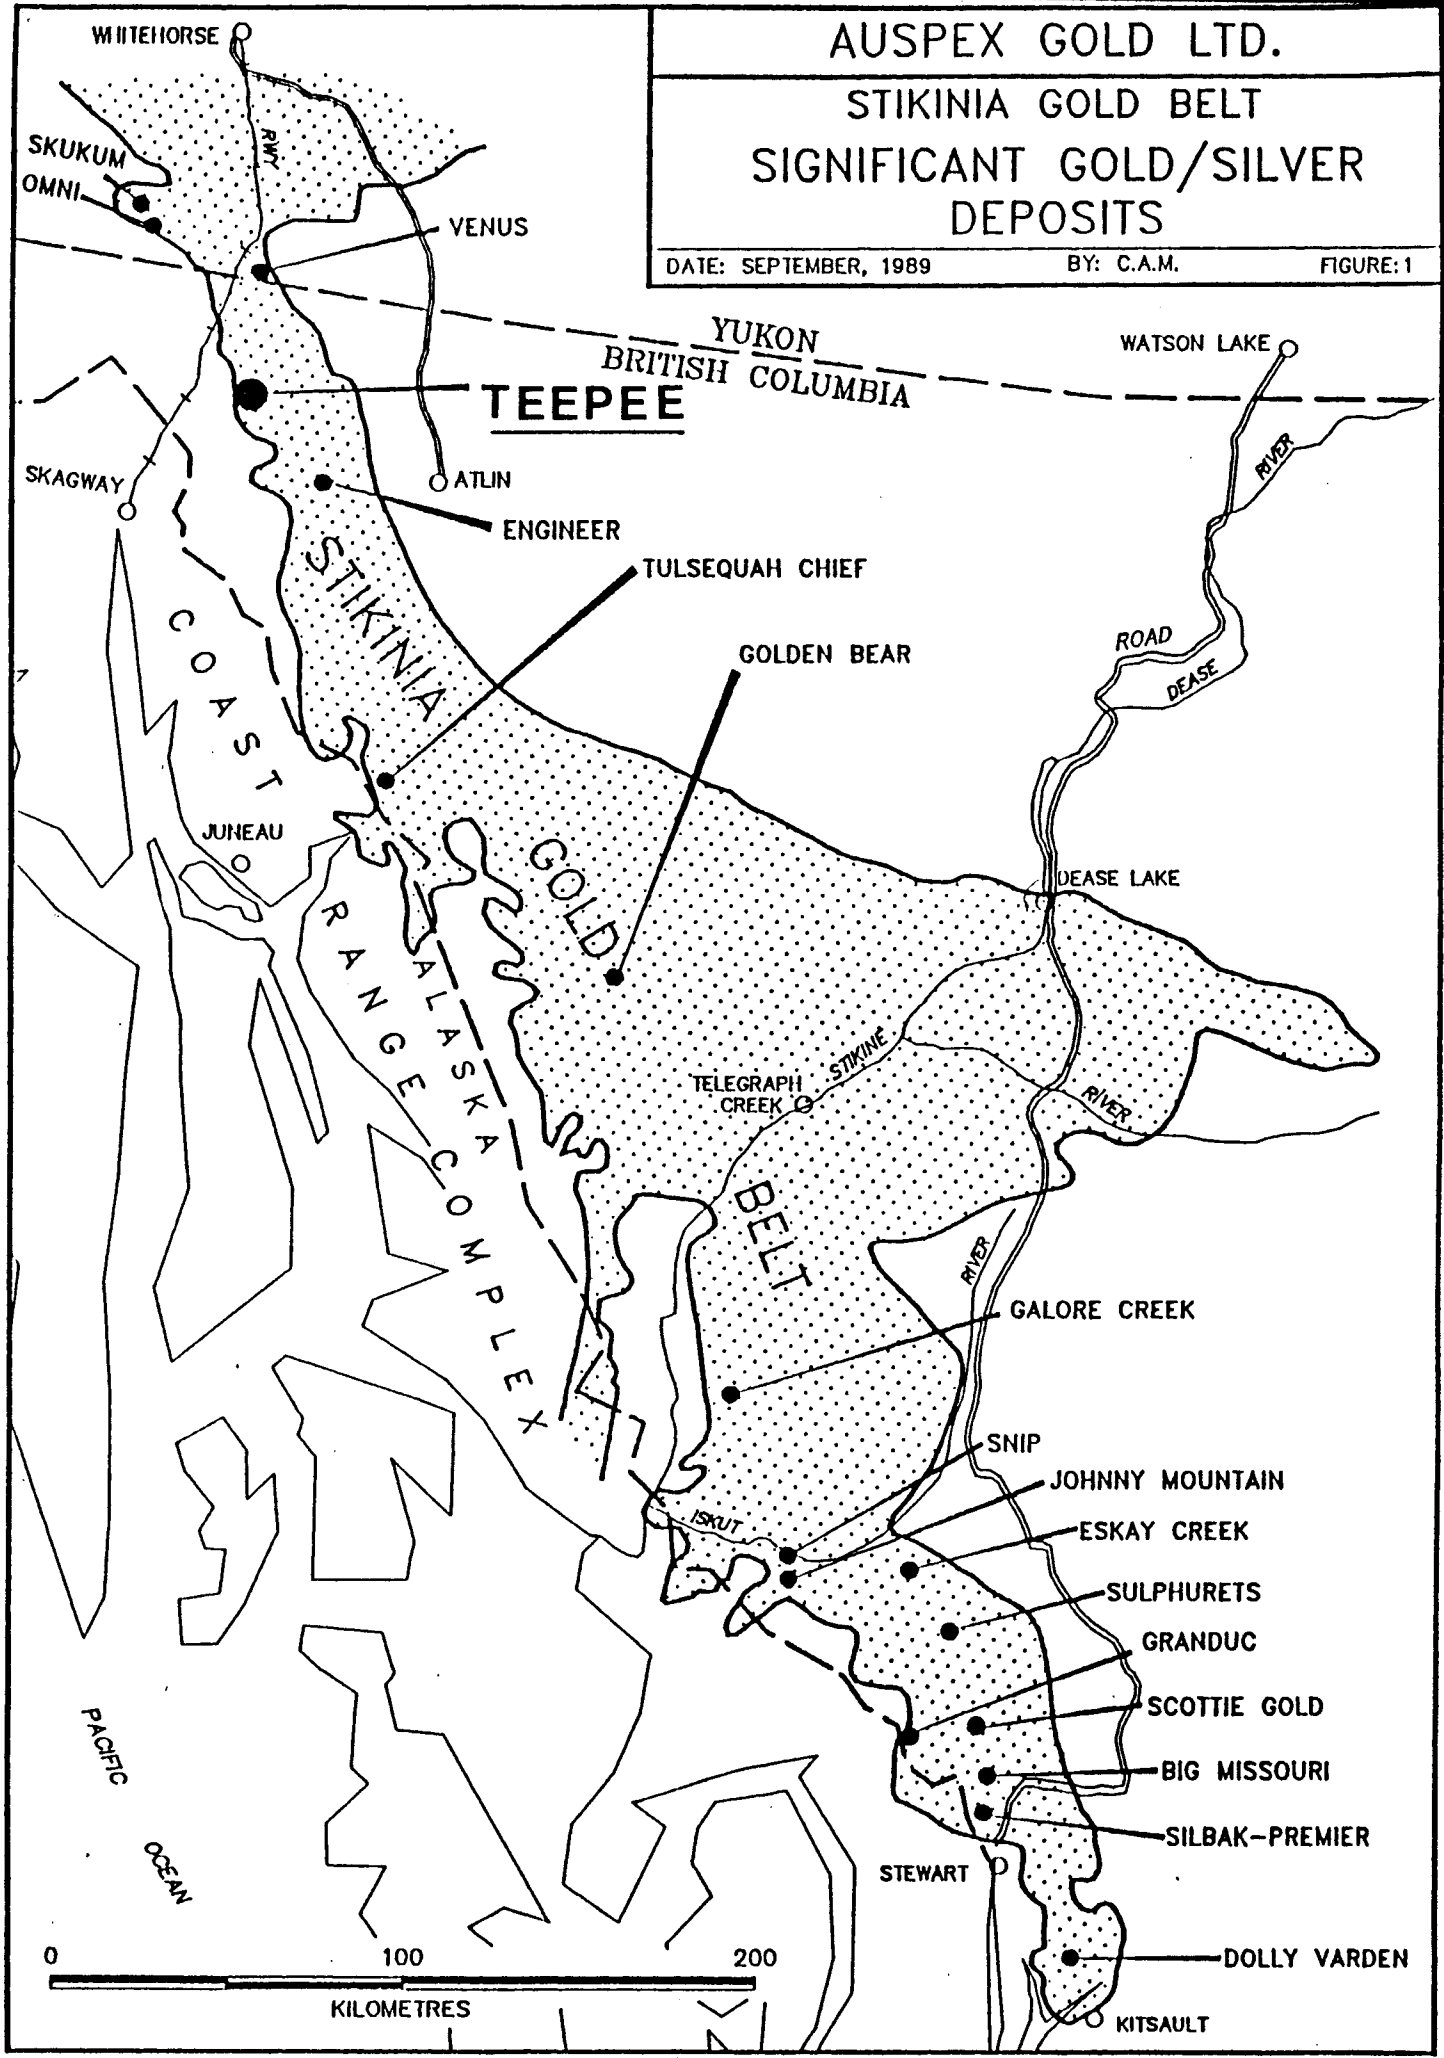 AUSPEX GOLD LTD.
STIKINIA GOLD BELT
SIGNIFICANT GOLD/SILVER
DEPOSITS
DATE: SEPTEMBER, 1989 BY: C.A.M. FIGURE: 1
WHITEHORSE
RWY
SKUKUM
OMNI
VENUS
YUKON
BRITISH COLUMBIA
WATSON LAKE
TEEPEE
RIVER
SKAGWAY
ATLIN
ENGINEER
STIKINIA
TULSEQUAH CHIEF
COAST
ROAD
GOLDEN BEAR
DEASE
JUNEAU
GOLD
DEASE LAKE
RANGE
ALASKA
STIKINE
TELEGRAPH
CREEK
RIVER
COMPLEX
BELT
RIVER
GALORE CREEK
SNIP
JOHNNY MOUNTAIN
ISKUT
ESKAY CREEK
SULPHURETS
GRANDUC
SCOTTIE GOLD
PACIFIC
BIG MISSOURI
SILBAK-PREMIER
OCEAN
STEWART
0 100 200
DOLLY VARDEN
KILOMETRES
KITSAULT